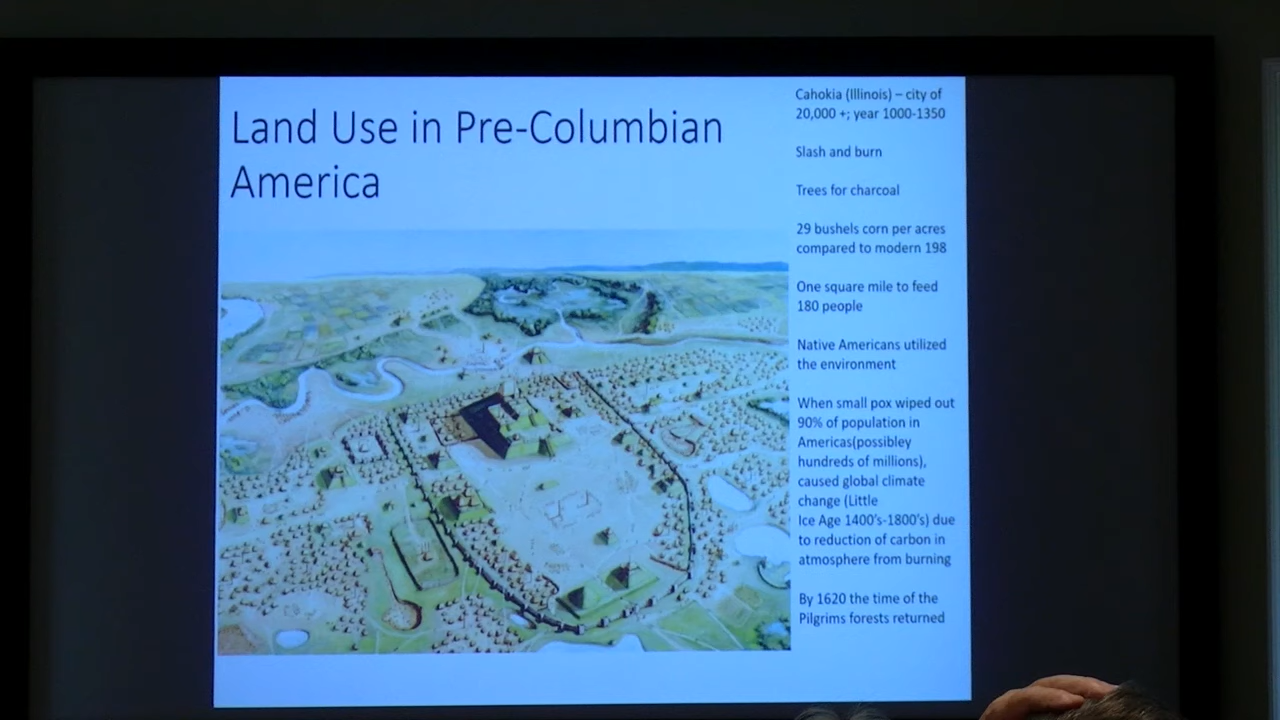 Land Use in Pre-Columbian
America
Cahokia (Illinois) – city of
20,000 +; year 1000-1350
Slash and burn
Trees for charcoal
29 bushels corn per acres
compared to modern 198
One square mile to feed
180 people
Native Americans utilized
the environment
When small pox wiped out
90% of population in
Americas(possibley
hundreds of millions),
caused global climate
change (Little
Ice Age 1400's-1800's) due
to reduction of carbon in
atmosphere from burning
By 1620 the time of the
Pilgrims forests returned